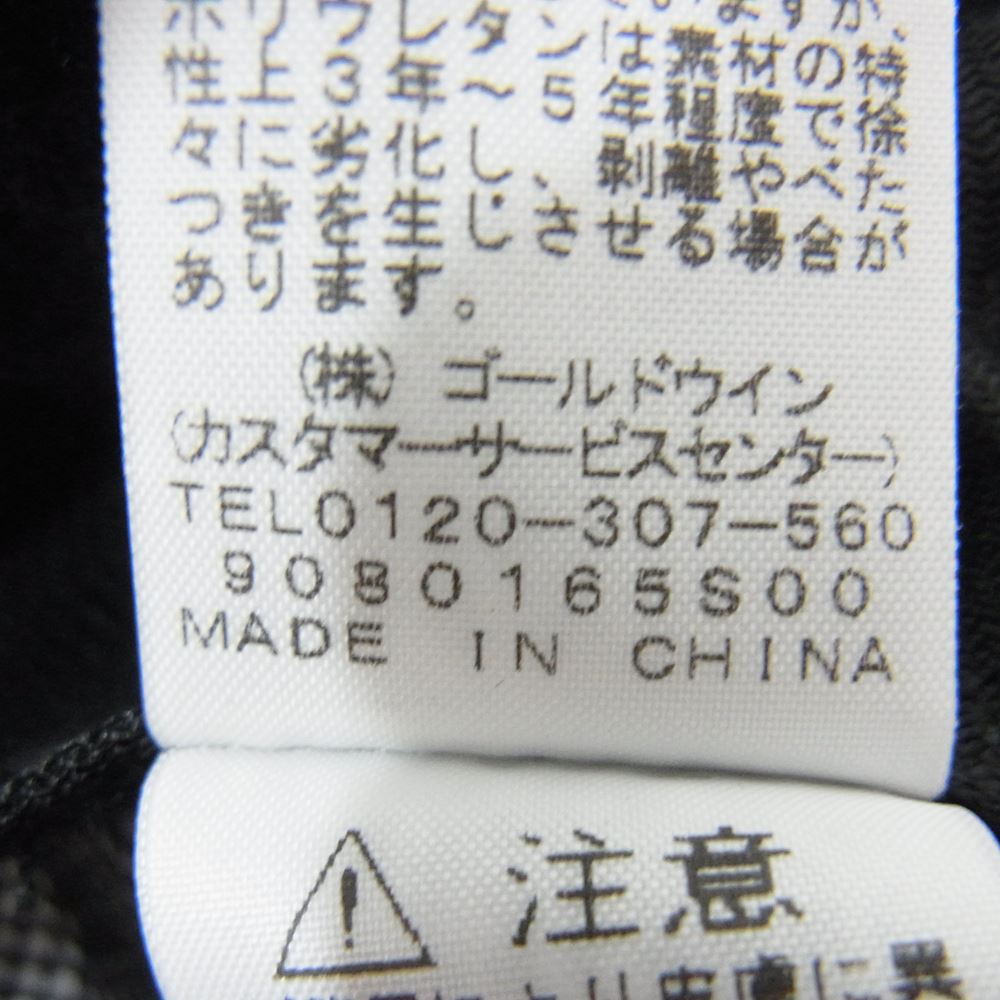 ますが、
ポリウレタンは素材の特
性上3年～5年程度で徐
々に劣化し、剥離やべた
つきを生じさせる場合が
あります。
(株) ゴールドウイン
(カスタマーサービスセンター)
TEL0120-307-560
9080165S00
MADE IN CHINA
注意